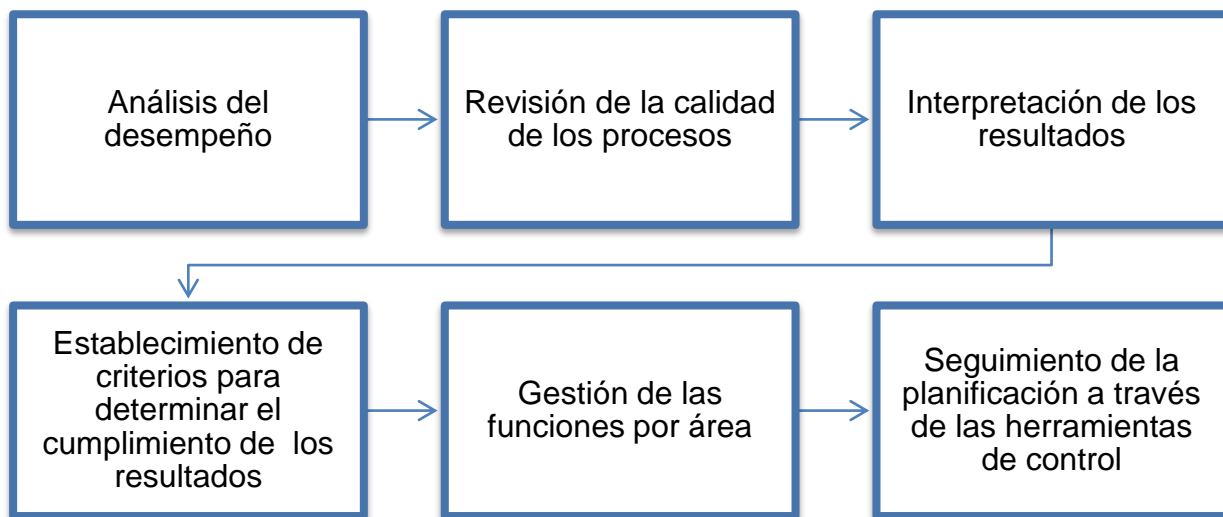 Análisis del
desempeño
Revisión de la calidad
de los procesos
Interpretación de los
resultados
Establecimiento de
criterios para
determinar el
cumplimiento de  los
resultados
Gestión de las
funciones por área
Seguimiento de la
planificación a través
de las herramientas
de control